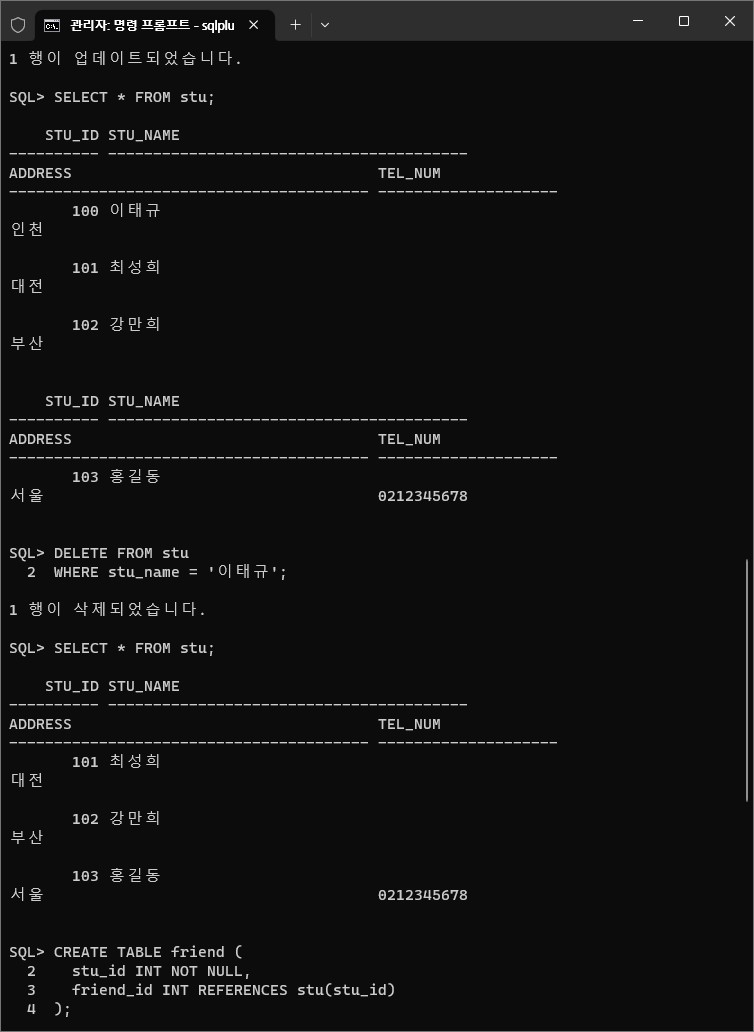 관리자: 명령 프롬프트 - sqlplu
1 행이 업데이트되었습니다.
SQL> SELECT * FROM stu;
    STU_ID STU_NAME
---------- ----------------------------------------
ADDRESS                                  TEL_NUM
---------------------------------------- --------------------
       100 이태규
인천
       101 최성희
대전
       102 강만희
부산
    STU_ID STU_NAME
---------- ----------------------------------------
ADDRESS                                  TEL_NUM
---------------------------------------- --------------------
       103 홍길동
서울                                     0212345678
SQL> DELETE FROM stu
  2  WHERE stu_name = '이태규';
1 행이 삭제되었습니다.
SQL> SELECT * FROM stu;
    STU_ID STU_NAME
---------- ----------------------------------------
ADDRESS                                  TEL_NUM
---------------------------------------- --------------------
       101 최성희
대전
       102 강만희
부산
       103 홍길동
서울                                     0212345678
SQL> CREATE TABLE friend (
  2    stu_id INT NOT NULL,
  3    friend_id INT REFERENCES stu(stu_id)
  4  );